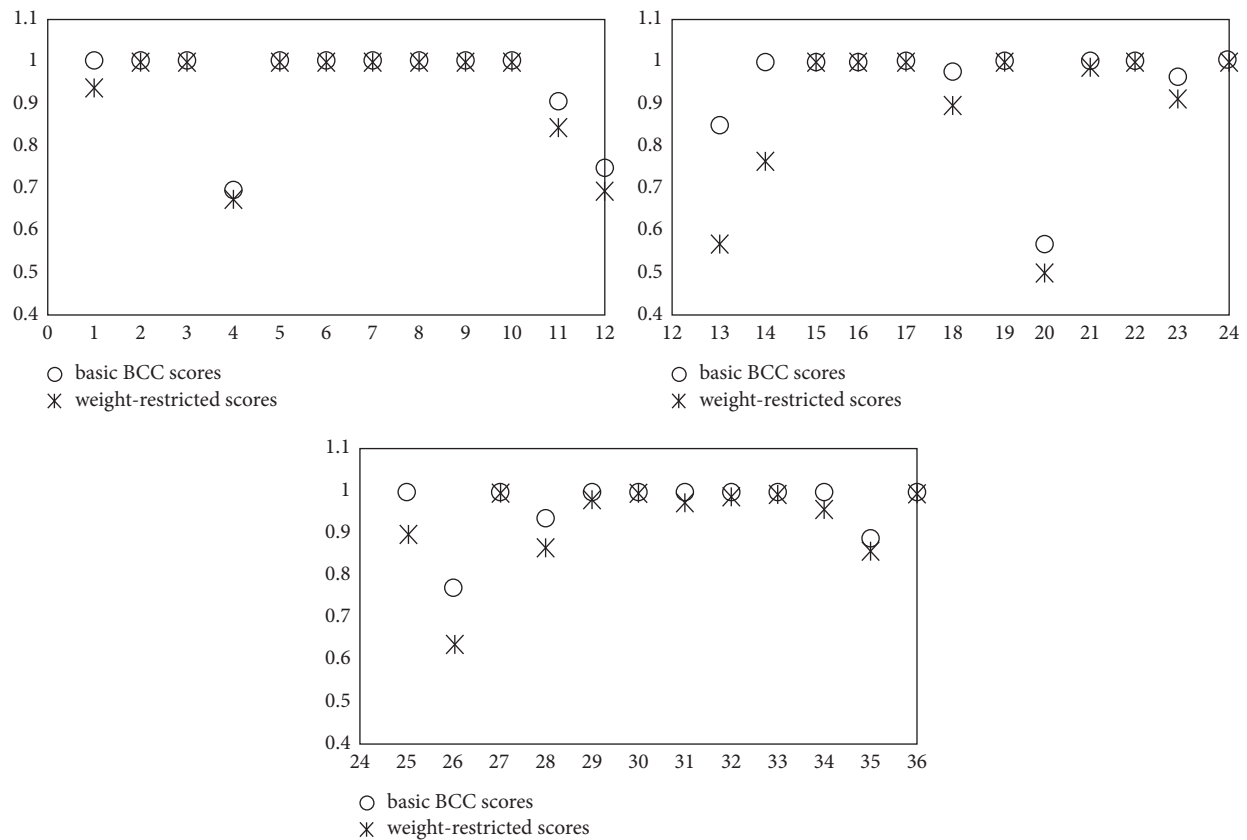 1.1
1
0.9
0.8
0.7
0.6
0.5
0.4
0 1 2 3 4 5 6 7 8 9 10 11 12
basic BCC scores
weight-restricted scores
1.1
1
0.9
0.8
0.7
0.6
0.5
0.4
12 13 14 15 16 17 18 19 20 21 22 23 24
basic BCC scores
weight-restricted scores
1.1
1
0.9
0.8
0.7
0.6
0.5
0.4
24 25 26 27 28 29 30 31 32 33 34 35 36
basic BCC scores
weight-restricted scores